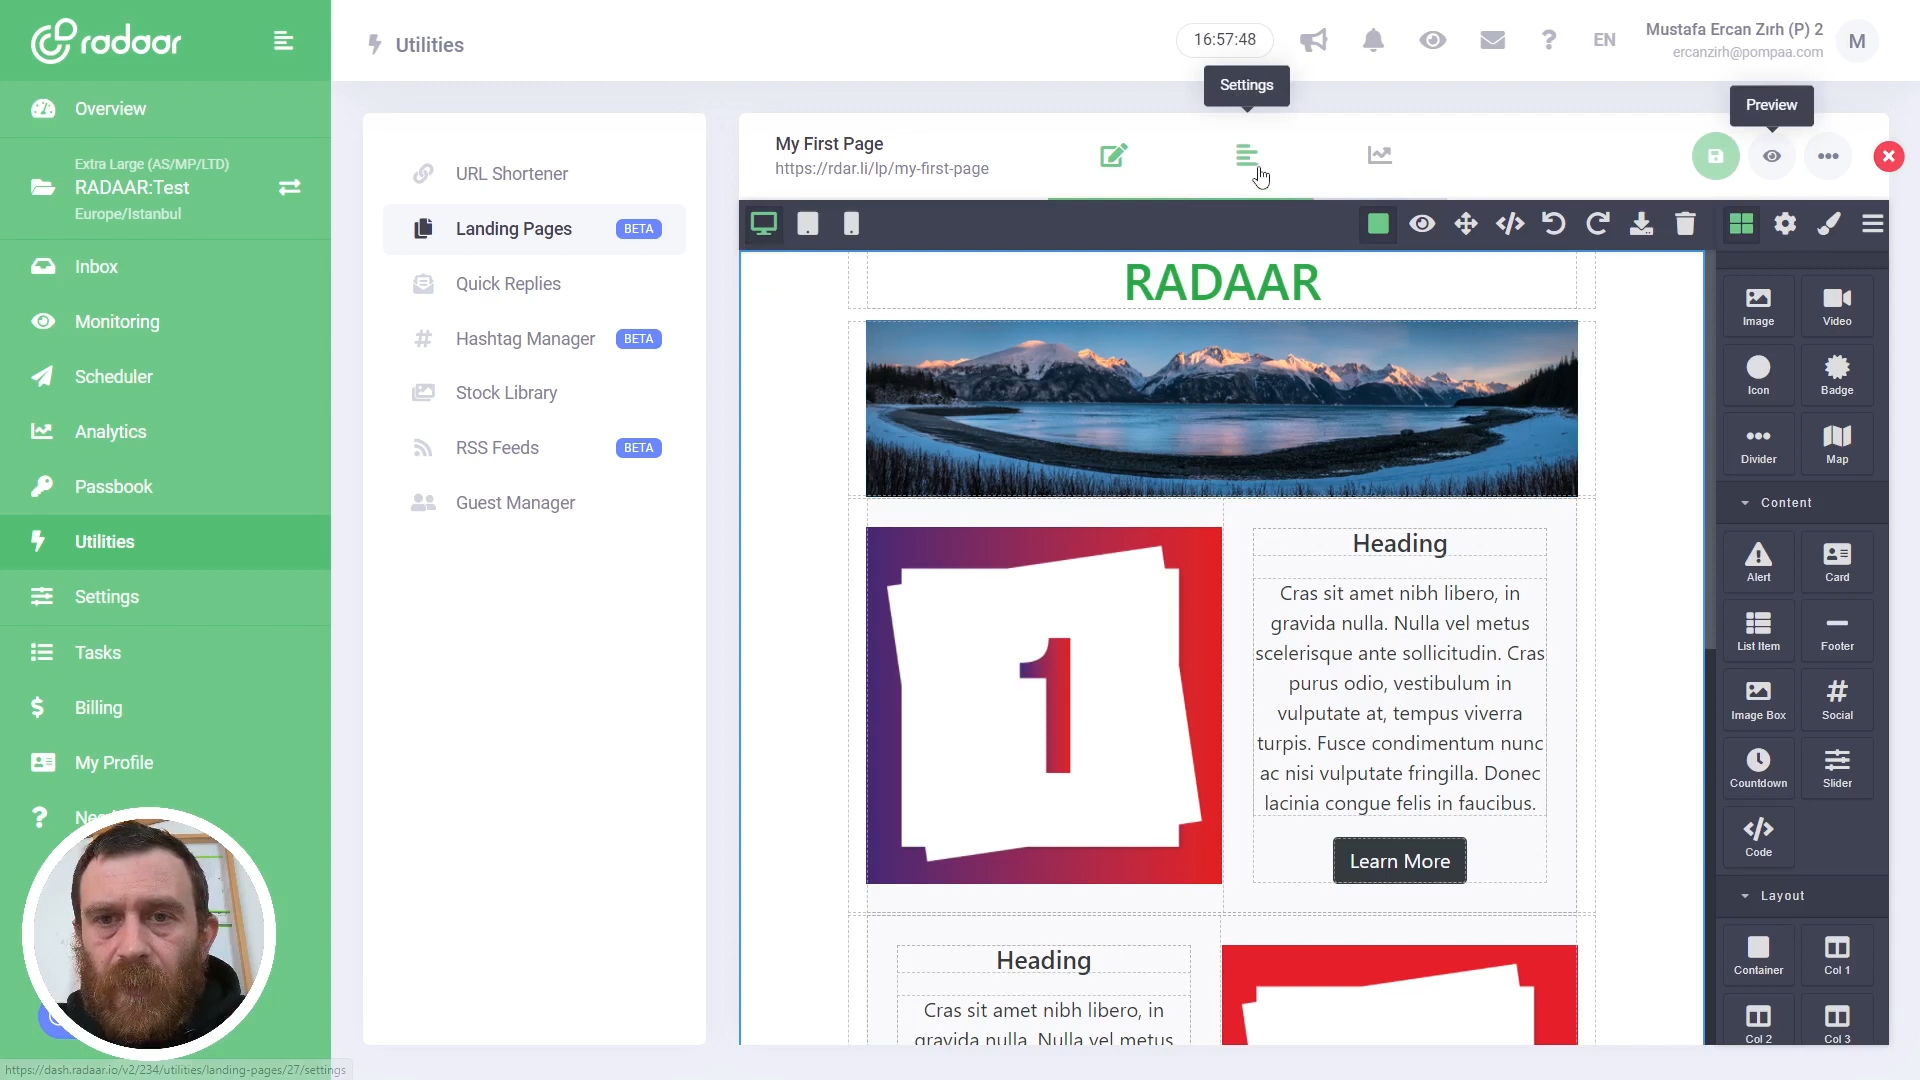 radaar
Utilities
16:57:48
EN
Mustafa Ercan Zırh (P) 2
ercanzirh@pompaa.com
M
Settings
Preview
Overview
Extra Large (AS/MP/LTD)
RADAAR:Test
Europe/Istanbul
Inbox
Monitoring
Scheduler
Analytics
Passbook
Utilities
Settings
Tasks
Billing
My Profile
https://dash.radaar.io/v2/234/utilities/landing-pages/27/settings
URL Shortener
Landing Pages BETA
Quick Replies
Hashtag Manager BETA
Stock Library
RSS Feeds BETA
Guest Manager
My First Page
https://rdar.li/lp/my-first-page
RADAAR
1
Heading
Cras sit amet nibh libero, in
gravida nulla. Nulla vel metus
scelerisque ante sollicitudin. Cras
purus odio, vestibulum in
vulputate at, tempus viverra
turpis. Fusce condimentum nunc
ac nisi vulputate fringilla. Donec
lacinia congue felis in faucibus.
Learn More
Heading
Cras sit amet nibh libero, in
gravida nulla. Nulla vel metus
Image
Video
Icon
Badge
Divider
Map
Content
Alert
Card
List Item
Footer
Image Box
Social
Countdown
Slider
Code
Layout
Container
Col 1
Col 2
Col 3